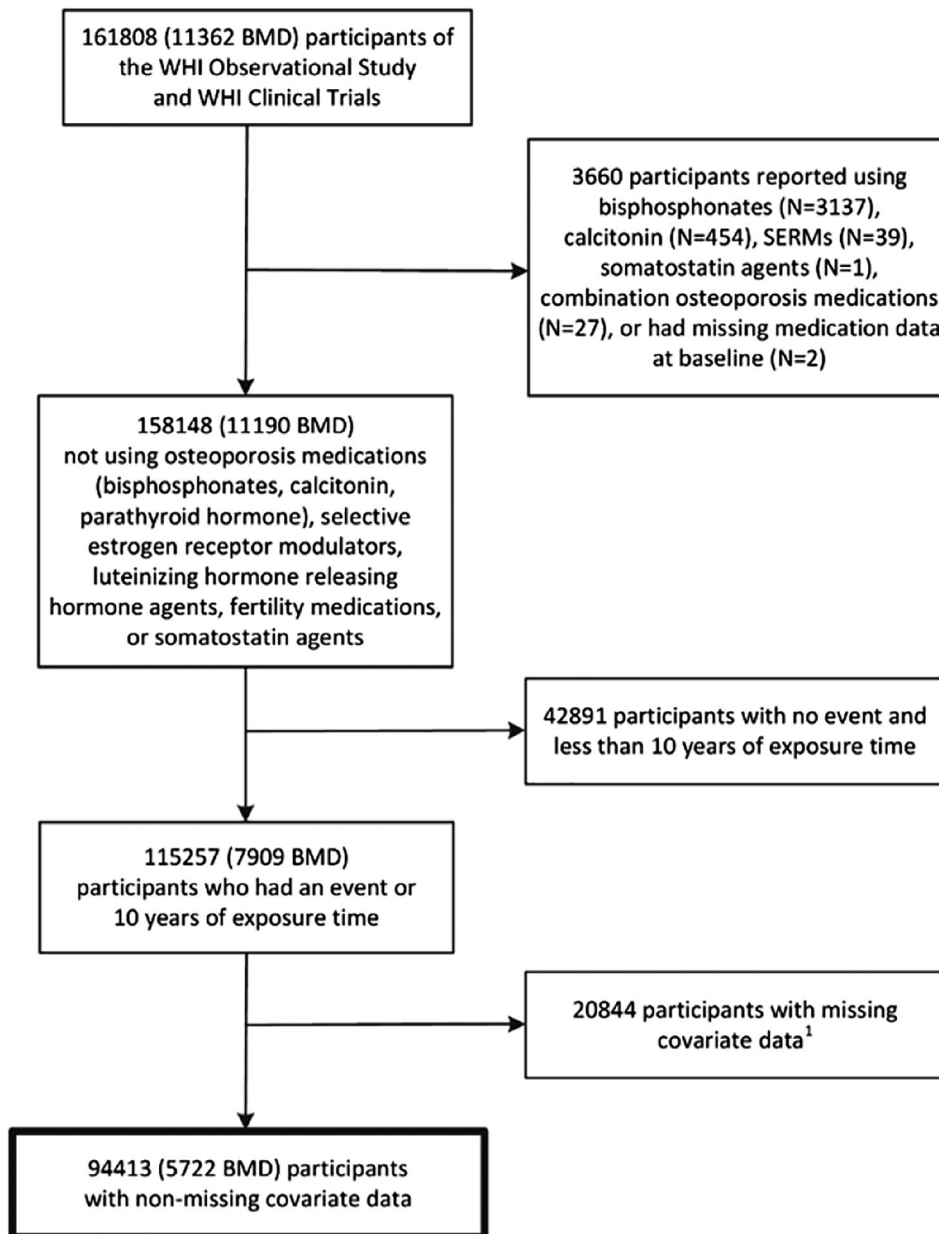 161808 (11362 BMD) participants of
the WHI Observational Study
and WHI Clinical Trials
3660 participants reported using
bisphosphonates (N=3137),
calcitonin (N=454), SERMs (N=39),
somatostatin agents (N=1),
combination osteoporosis medications
(N=27), or had missing medication data
at baseline (N=2)
158148 (11190 BMD)
not using osteoporosis medications
(bisphosphonates, calcitonin,
parathyroid hormone), selective
estrogen receptor modulators,
luteinizing hormone releasing
hormone agents, fertility medications,
or somatostatin agents
42891 participants with no event and
less than 10 years of exposure time
115257 (7909 BMD)
participants who had an event or
10 years of exposure time
20844 participants with missing
covariate data¹
94413 (5722 BMD) participants
with non-missing covariate data